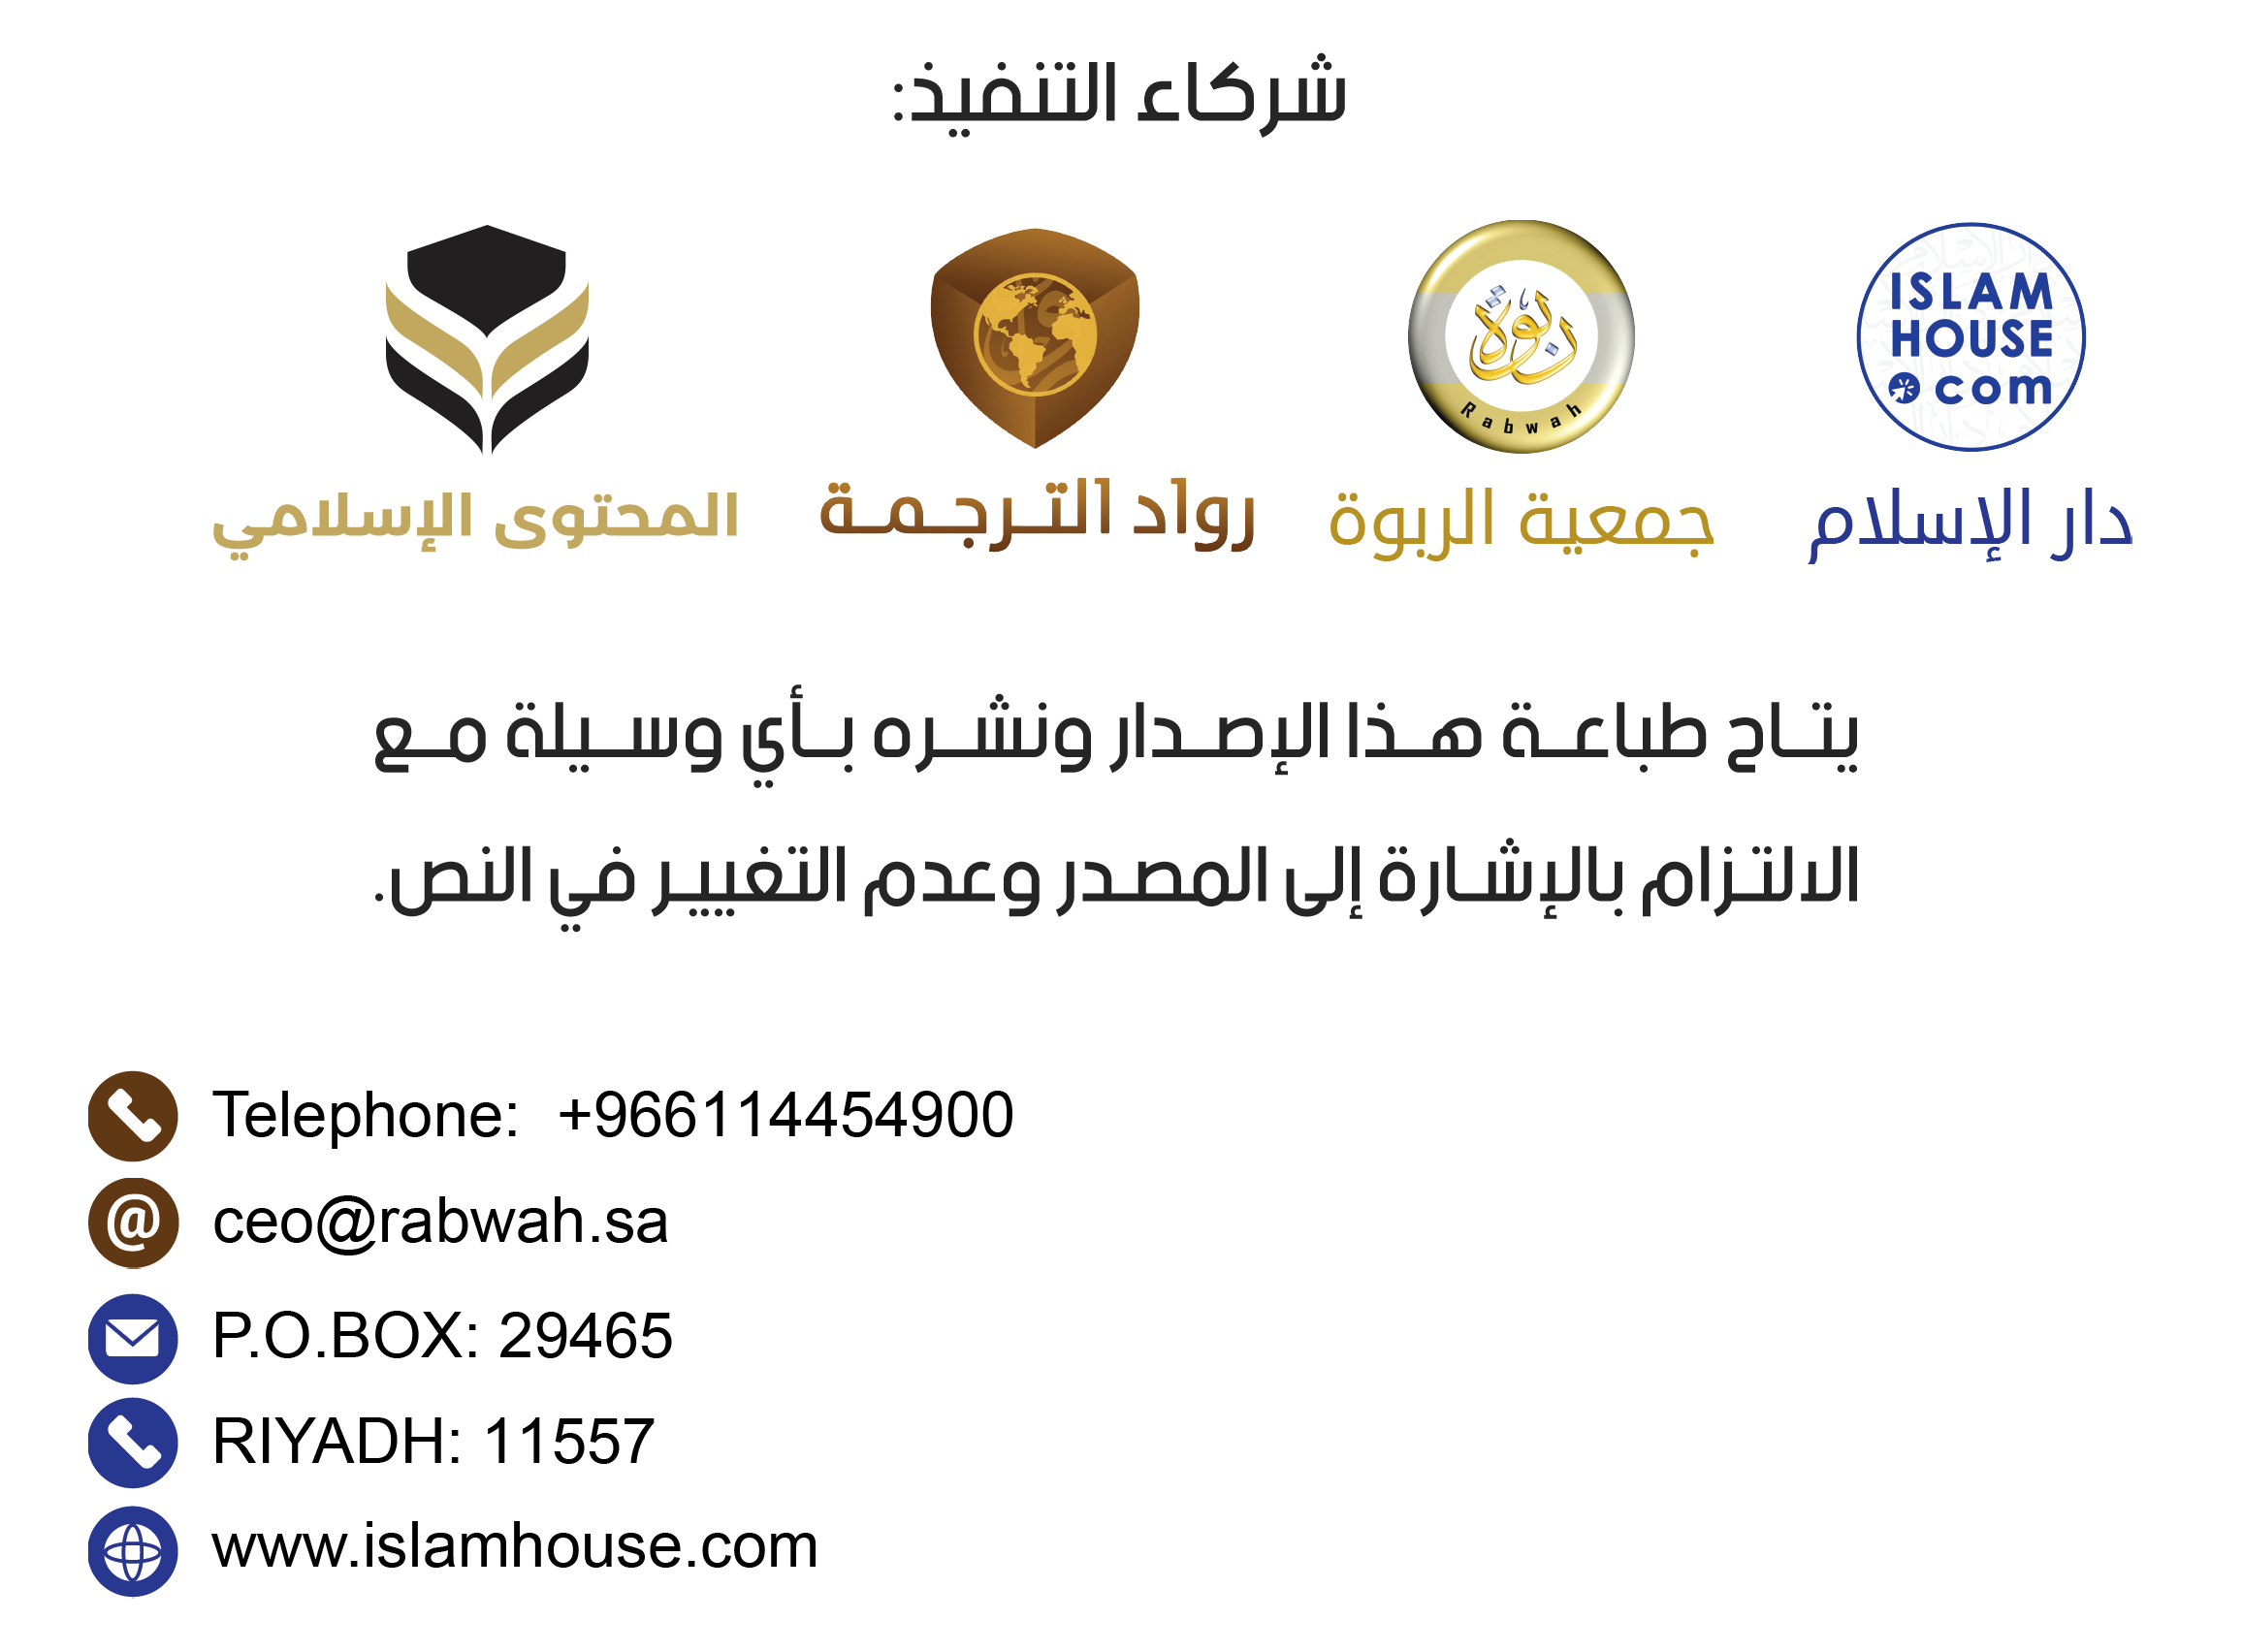 شركاء التنفيذ:
ISLAM
HOUSE
com
ربوة
Rabwah
دار الإسلام
جمعية الربوة
رواد الترجمة
المحتوى الإسلامي
يتاح طباعة هذا الإصدار ونشره بأي وسيلة مع
الالتزام بالإشارة إلى المصدر وعدم التغيير في النص.
Telephone: +966114454900
ceo@rabwah.sa
P.O.BOX: 29465
RIYADH: 11557
www.islamhouse.com